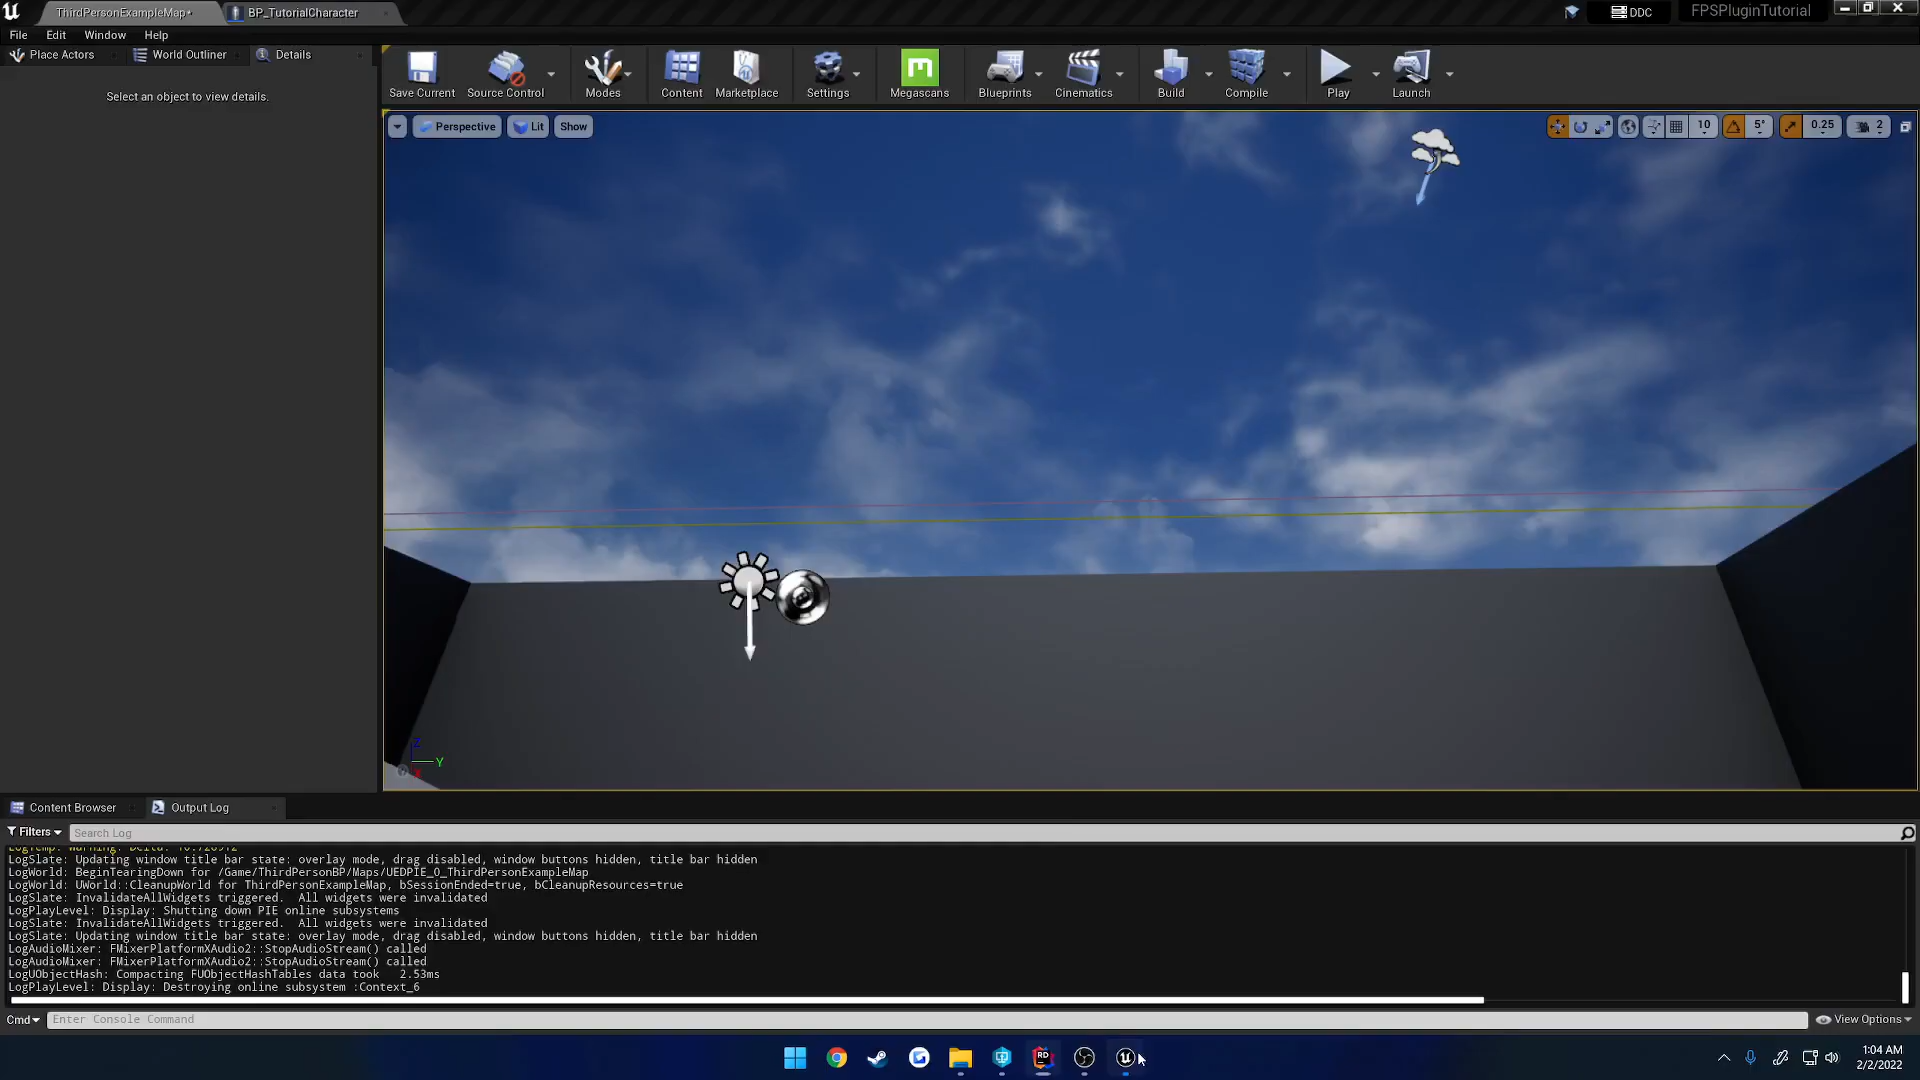 ThirdPersonExampleMap*
BP_TutorialCharacter
DDC
FPSPluginTutorial
File Edit Window Help
Place Actors
World Outliner
Details
Select an object to view details.
Save Current
Source Control
Modes
Content
Marketplace
Settings
Megascans
Blueprints
Cinematics
Build
Compile
Play
Launch
Perspective
Lit
Show
10
5°
0.25
2
Z
Y
X
Content Browser
Output Log
Filters
Search Log
LogSlate: Updating window title bar state: overlay mode, drag disabled, window buttons hidden, title bar hidden
LogWorld: BeginTearingDown for /Game/ThirdPersonBP/Maps/UEDPIE_0_ThirdPersonExampleMap
LogWorld: UWorld::CleanupWorld for ThirdPersonExampleMap, bSessionEnded=true, bCleanupResources=true
LogSlate: InvalidateAllWidgets triggered.  All widgets were invalidated
LogPlayLevel: Display: Shutting down PIE online subsystems
LogSlate: InvalidateAllWidgets triggered.  All widgets were invalidated
LogSlate: Updating window title bar state: overlay mode, drag disabled, window buttons hidden, title bar hidden
LogAudioMixer: FMixerPlatformXAudio2::StopAudioStream() called
LogAudioMixer: FMixerPlatformXAudio2::StopAudioStream() called
LogUObjectHash: Compacting FUObjectHashTables data took   2.53ms
LogPlayLevel: Display: Destroying online subsystem :Context_6
Cmd
Enter Console Command
View Options
RD
1:04 AM
2/2/2022